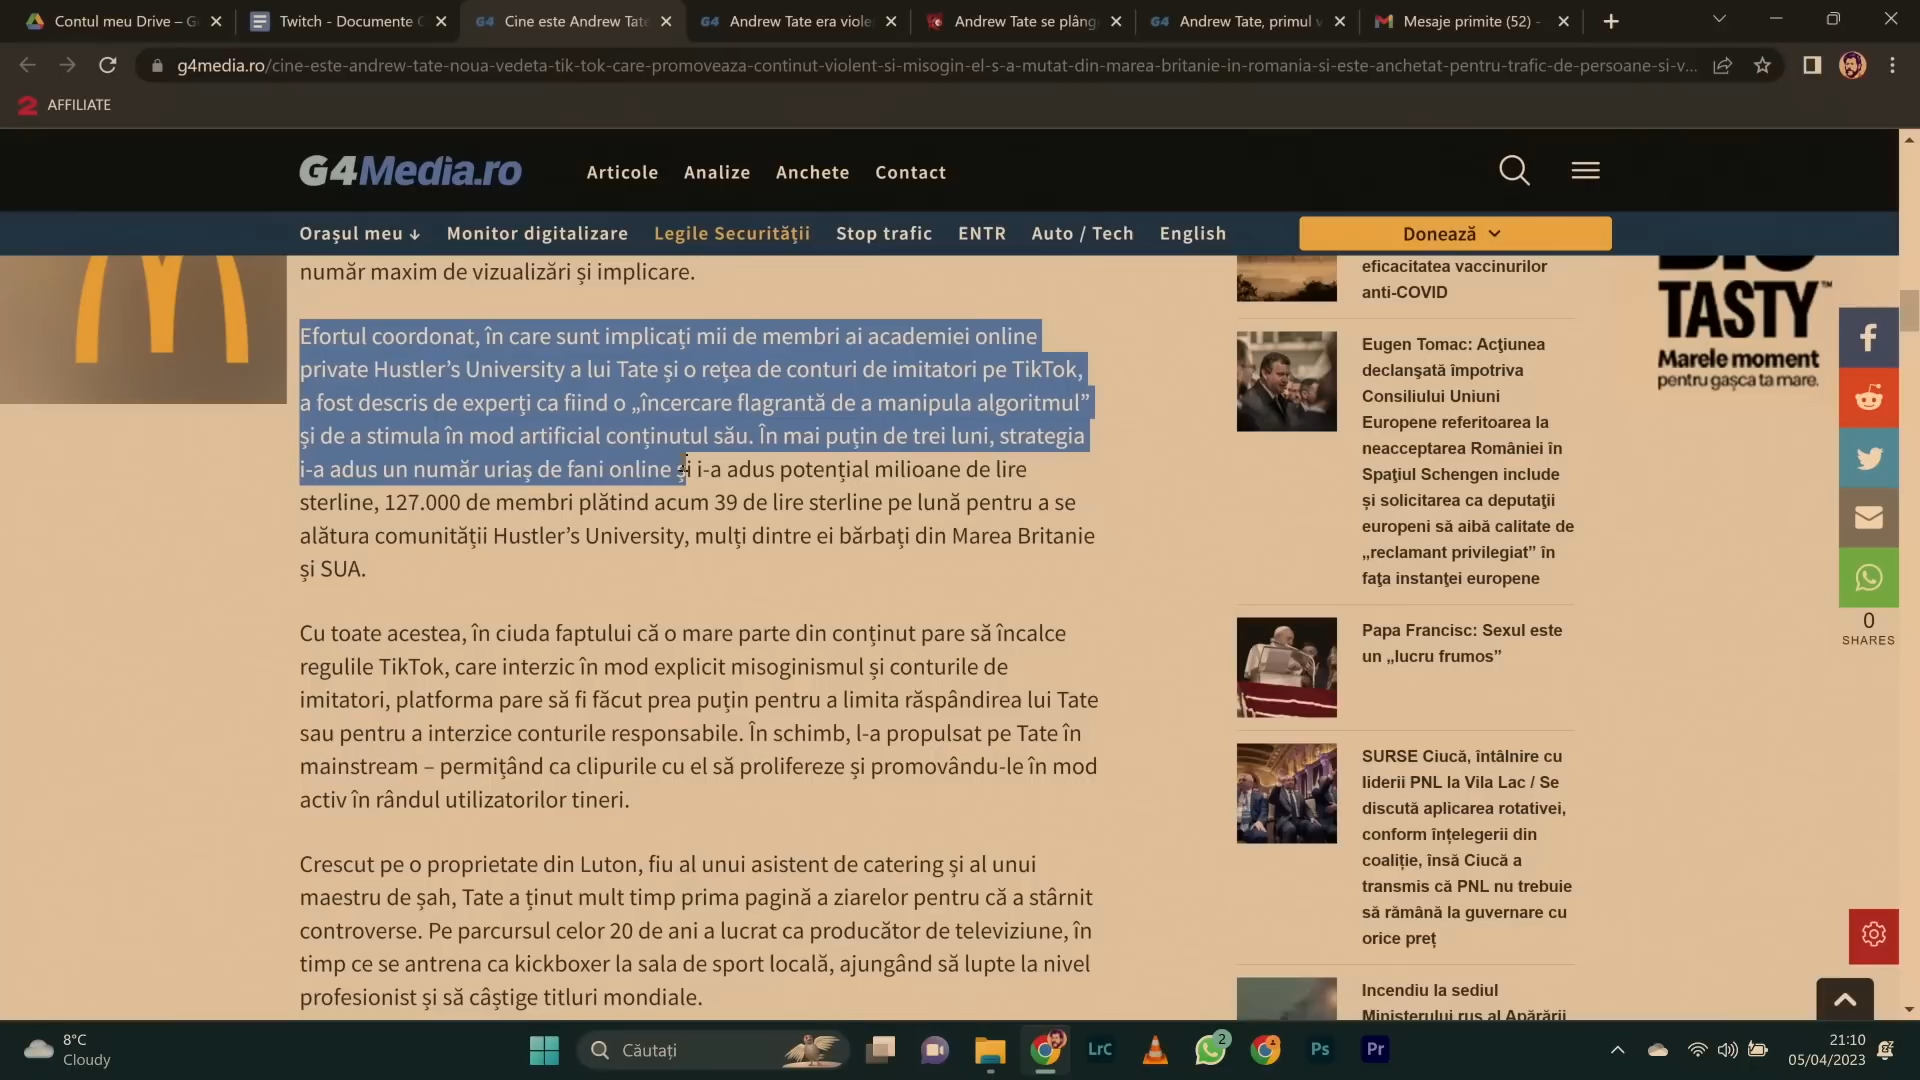 Contul meu Drive – G
Twitch - Documente G
Cine este Andrew Tate
Andrew Tate era viole
Andrew Tate se plâng
Andrew Tate, primul v
Mesaje primite (52) -
g4media.ro/cine-este-andrew-tate-noua-vedeta-tik-tok-care-promoveaza-continut-violent-si-misogin-el-s-a-mutat-din-marea-britanie-in-romania-si-este-anchetat-pentru-trafic-de-persoane-si-v...
AFFILIATE
G4Media.ro
Articole Analize Anchete Contact
Orașul meu ↓ Monitor digitalizare Legile Securității Stop trafic ENTR Auto / Tech English
Donează
număr maxim de vizualizări și implicare.
Efortul coordonat, în care sunt implicați mii de membri ai academiei online
private Hustler’s University a lui Tate și o rețea de conturi de imitatori pe TikTok,
a fost descris de experți ca fiind o „încercare flagrantă de a manipula algoritmul”
și de a stimula în mod artificial conținutul său. În mai puțin de trei luni, strategia
i-a adus un număr uriaș de fani online și i-a adus potențial milioane de lire
sterline, 127.000 de membri plătind acum 39 de lire sterline pe lună pentru a se
alătura comunității Hustler’s University, mulți dintre ei bărbați din Marea Britanie
și SUA.
Cu toate acestea, în ciuda faptului că o mare parte din conținut pare să încalce
regulile TikTok, care interzic în mod explicit misoginismul și conturile de
imitatori, platforma pare să fi făcut prea puțin pentru a limita răspândirea lui Tate
sau pentru a interzice conturile responsabile. În schimb, l-a propulsat pe Tate în
mainstream – permițând ca clipurile cu el să prolifereze și promovându-le în mod
activ în rândul utilizatorilor tineri.
Crescut pe o proprietate din Luton, fiu al unui asistent de catering și al unui
maestru de șah, Tate a ținut mult timp prima pagină a ziarelor pentru că a stârnit
controverse. Pe parcursul celor 20 de ani a lucrat ca producător de televiziune, în
timp ce se antrena ca kickboxer la sala de sport locală, ajungând să lupte la nivel
profesionist și să câștige titluri mondiale.
eficacitatea vaccinurilor
anti-COVID
Eugen Tomac: Acţiunea
declanşată împotriva
Consiliului Uniuni
Europene referitoarea la
neacceptarea României în
Spaţiul Schengen include
și solicitarea ca deputaţii
europeni să aibă calitate de
„reclamant privilegiat” în
faţa instanţei europene
Papa Francisc: Sexul este
un „lucru frumos”
SURSE Ciucă, întâlnire cu
liderii PNL la Vila Lac / Se
discută aplicarea rotativei,
conform înțelegerii din
coaliție, însă Ciucă a
transmis că PNL nu trebuie
să rămână la guvernare cu
orice preț
Incendiu la sediul
Ministerului rus al Apărării
BIG
TASTY™
Marele moment
pentru gașca ta mare.
0
SHARES
8°C
Cloudy
Căutați
LrC
2
Ps
Pr
21:10
05/04/2023